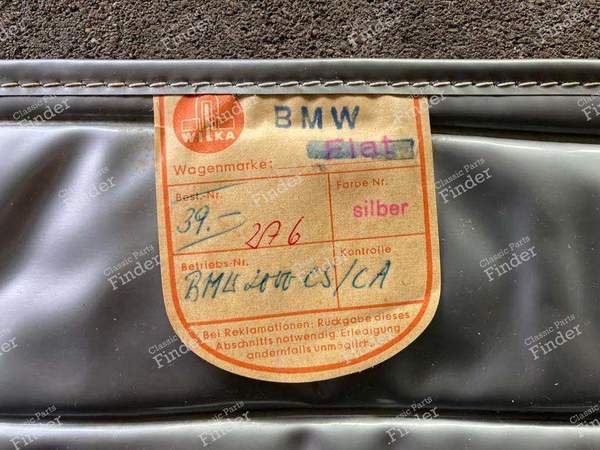 WILKA
BMW
Wagenmarke: Fiat
Best.-Nr. Farbe Nr.
39.- 276 silber
Betriebs-Nr. Kontrolle
BMW 2000 CS/CA
Bei Reklamationen: Rückgabe dieses
Abschnitts notwendig. Erledigung
andernfalls unmöglich.
Classic Parts
Finder